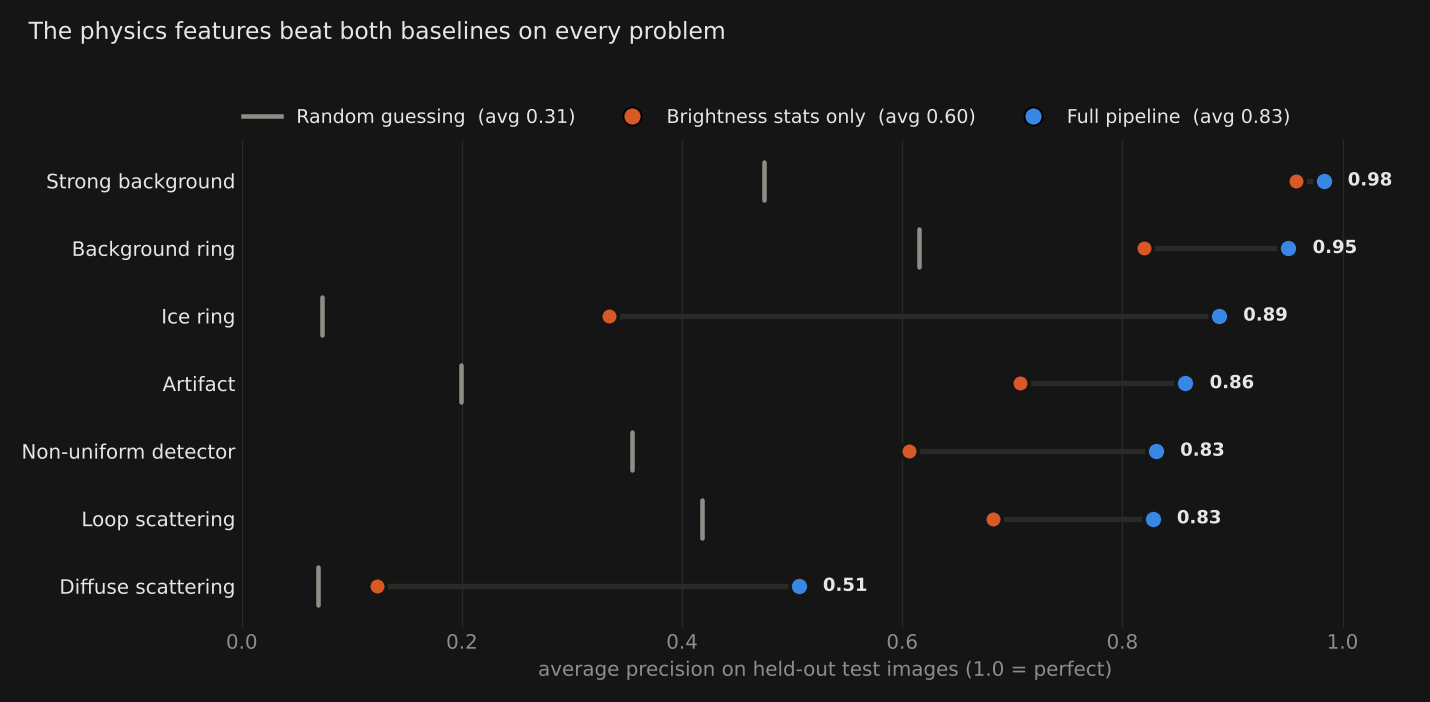 The physics features beat both baselines on every problem
Random guessing  (avg 0.31)
Brightness stats only  (avg 0.60)
Full pipeline  (avg 0.83)
Strong background
0.98
Background ring
0.95
Ice ring
0.89
Artifact
0.86
Non-uniform detector
0.83
Loop scattering
0.83
Diffuse scattering
0.51
0.0 0.2 0.4 0.6 0.8 1.0
average precision on held-out test images (1.0 = perfect)